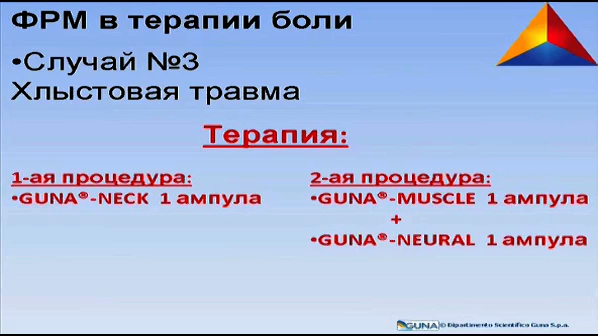 ФРМ в терапии боли
•Случай №3
Хлыстовая травма
Терапия:
1-ая процедура:
•GUNA®-NECK 1 ампула
2-ая процедура:
•GUNA®-MUSCLE 1 ампула
+
•GUNA®-NEURAL 1 ампула
GUNA © Dipartimento Scientifico Guna S.p.a.